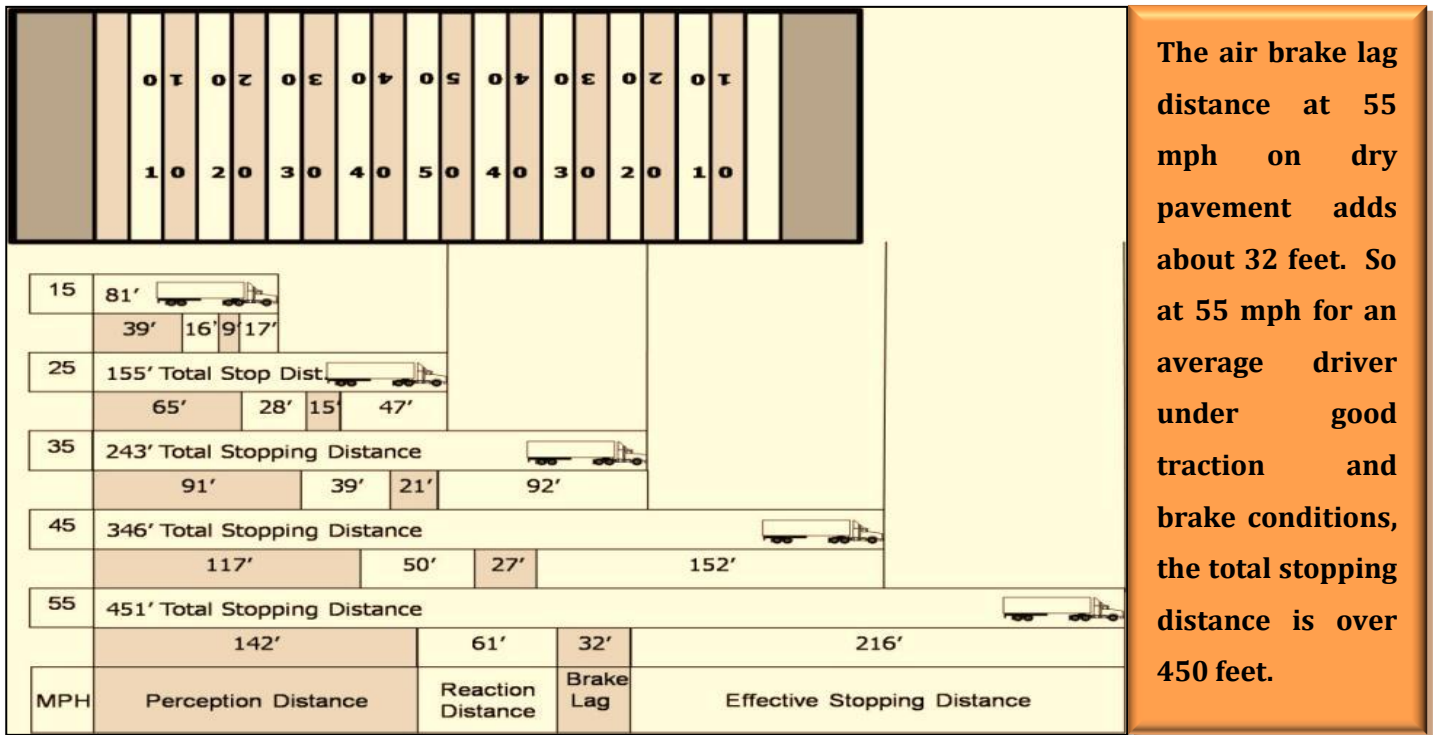 0 1 0 2 0 3 0 4 0 5 0 4 0 3 0 2 0 1
1 0 2 0 3 0 4 0 5 0 4 0 3 0 2 0 1 0
15 81′
39′ 16’ 9′ 17′
25 155′ Total Stop Dist.
65′ 28′ 15′ 47′
35 243′ Total Stopping Distance
91′ 39′ 21′ 92′
45 346′ Total Stopping Distance
117′ 50′ 27′ 152′
55 451′ Total Stopping Distance
142′ 61′ 32′ 216′
MPH Perception Distance Reaction Distance Brake Lag Effective Stopping Distance
The air brake lag
distance at 55
mph on dry
pavement adds
about 32 feet. So
at 55 mph for an
average driver
under good
traction and
brake conditions,
the total stopping
distance is over
450 feet.